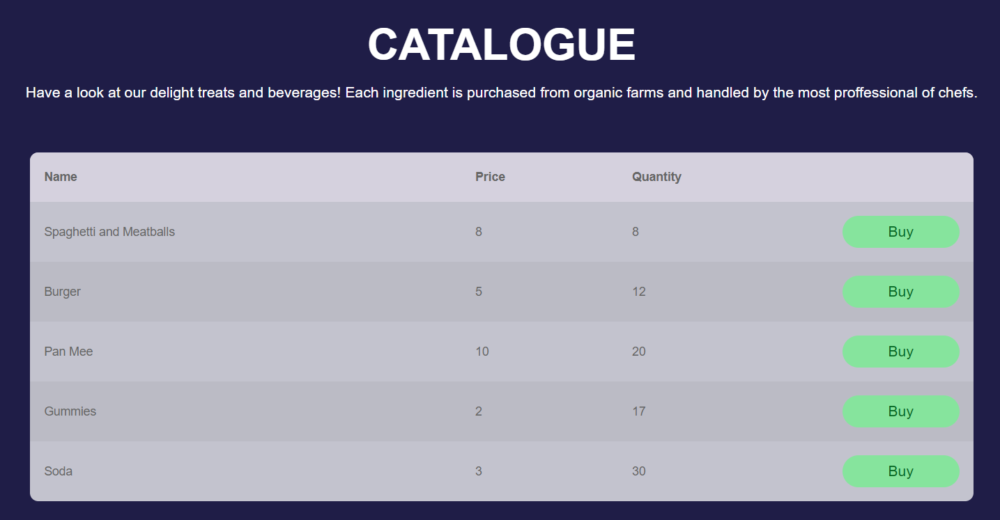 CATALOGUE
Have a look at our delight treats and beverages! Each ingredient is purchased from organic farms and handled by the most proffessional of chefs.
Name Price Quantity
Spaghetti and Meatballs 8 8 Buy
Burger 5 12 Buy
Pan Mee 10 20 Buy
Gummies 2 17 Buy
Soda 3 30 Buy